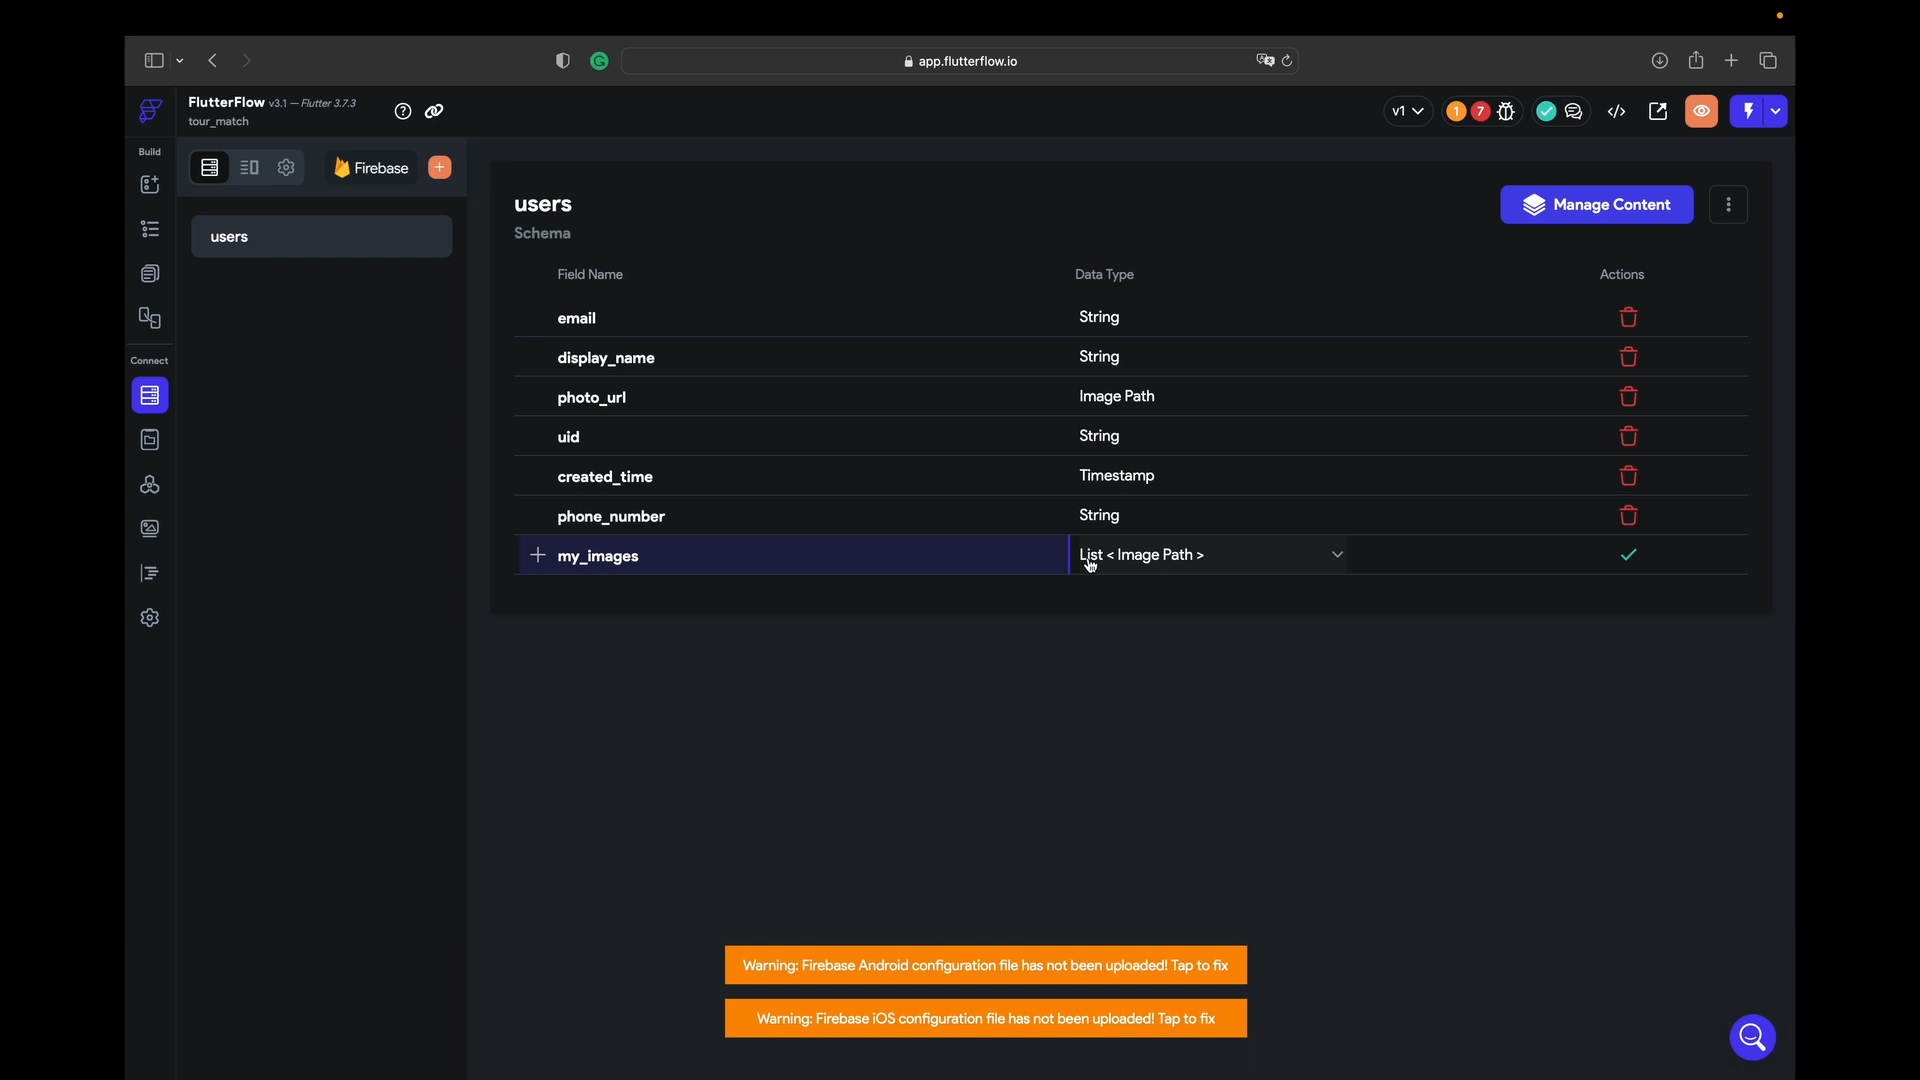 app.flutterflow.io
FlutterFlow v3.1 — Flutter 3.7.3
tour_match
v1
1
7
Build
Firebase
users
Connect
users
Schema
Manage Content
Field Name Data Type Actions
email String
display_name String
photo_url Image Path
uid String
created_time Timestamp
phone_number String
my_images List < Image Path >
Warning: Firebase Android configuration file has not been uploaded! Tap to fix
Warning: Firebase iOS configuration file has not been uploaded! Tap to fix